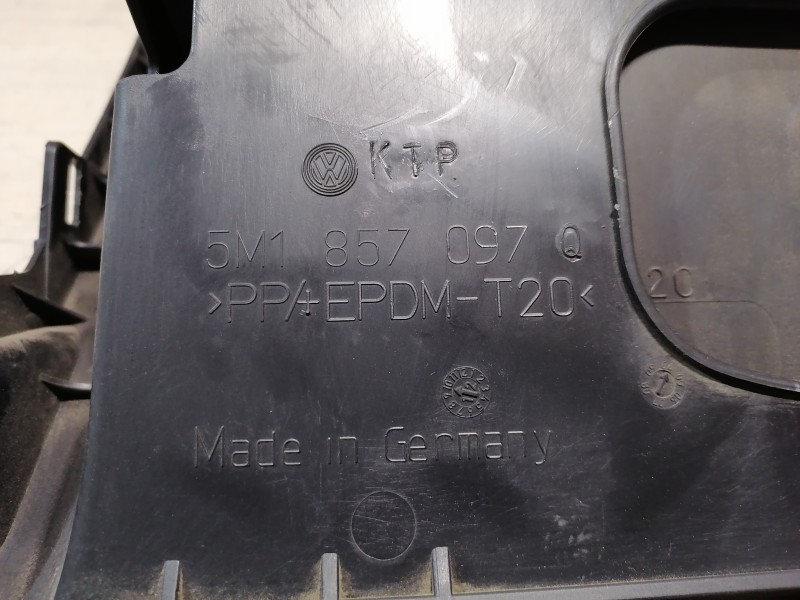 KTP
5M1 857 097 Q
>PP/+EPDM-T20<
20
Made in Germany